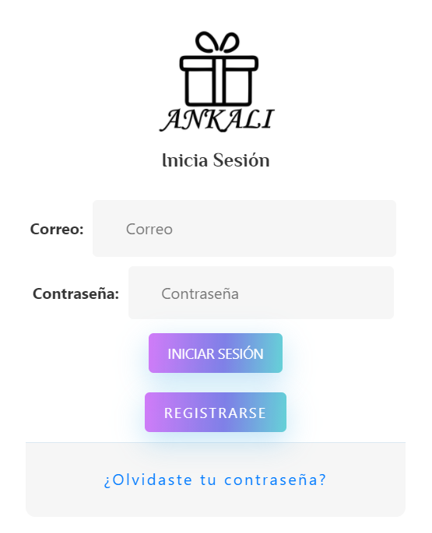 ANKALI
Inicia Sesión
Correo: Correo
Contraseña: Contraseña
INICIAR SESIÓN
REGISTRARSE
¿Olvidaste tu contraseña?